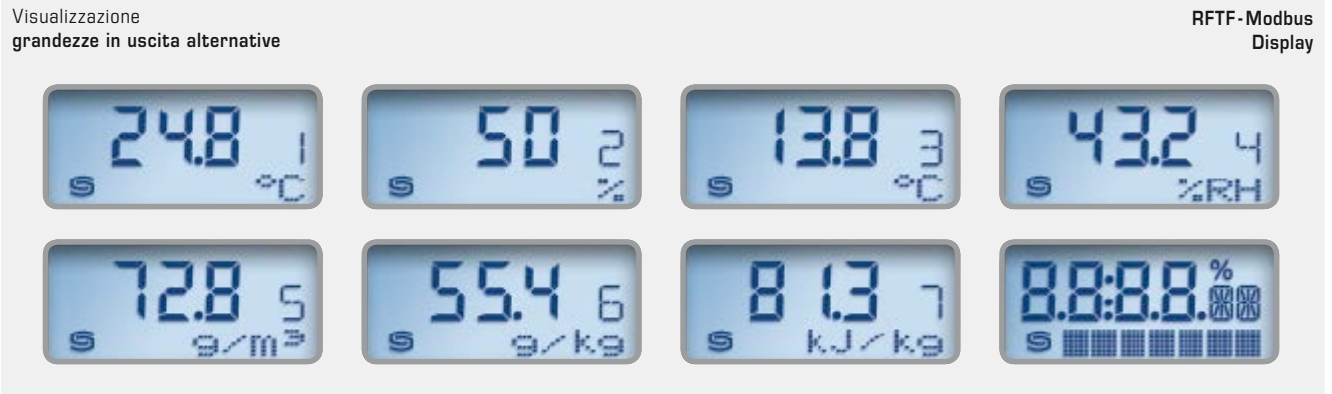 Visualizzazione
grandezze in uscita alternative
RFTF-Modbus
Display
24.8 1
°C
50 2
%
13.8 3
°C
43.2 4
%RH
72.8 5
g/m³
55.4 6
g/kg
81.3 7
kJ/kg
8.8:8.8.%